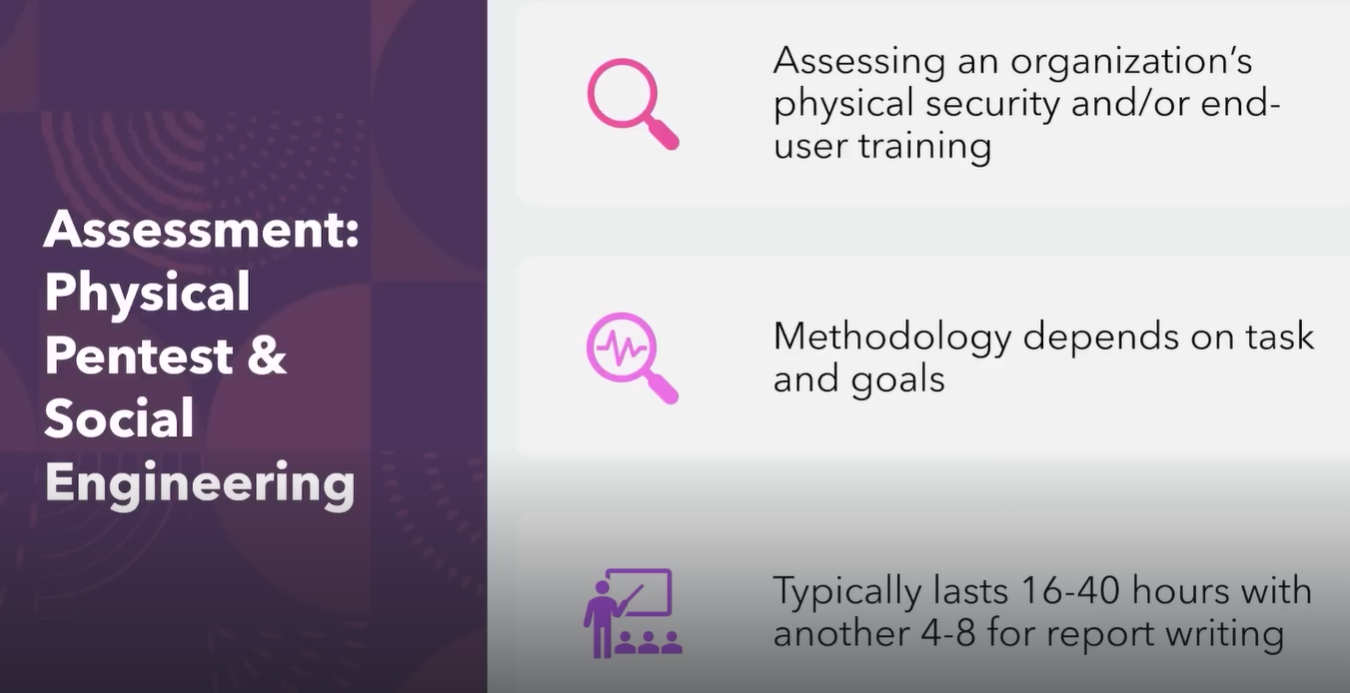 Assessment:
Physical
Pentest &
Social
Engineering
Assessing an organization’s
physical security and/or end-
user training
Methodology depends on task
and goals
Typically lasts 16-40 hours with
another 4-8 for report writing